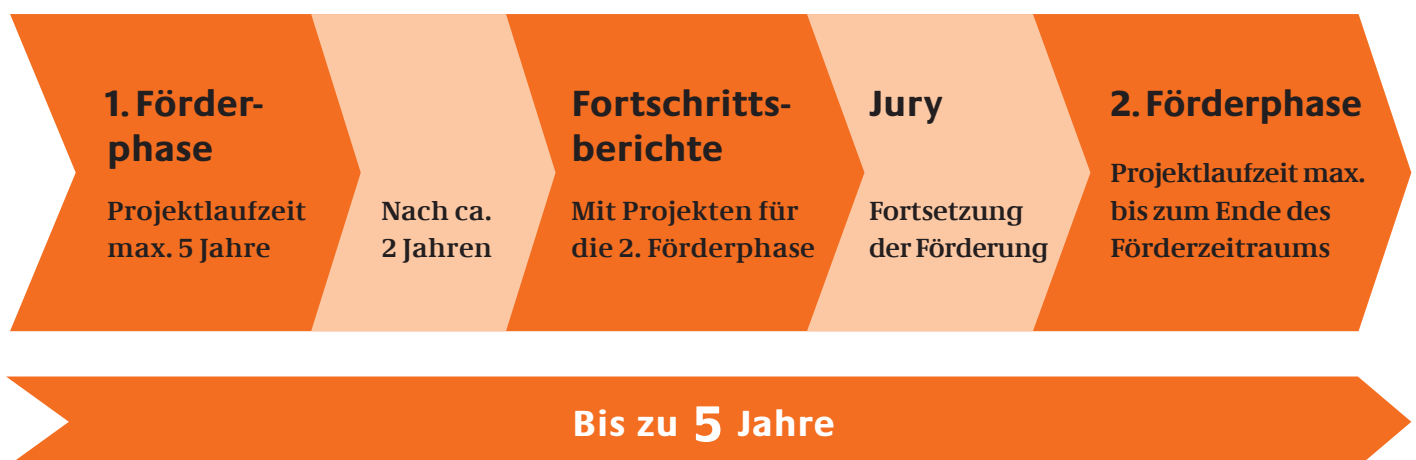 1. Förder-
phase
Projektlaufzeit
max. 5 Jahre
Nach ca.
2 Jahren
Fortschritts-
berichte
Mit Projekten für
die 2. Förderphase
Jury
Fortsetzung
der Förderung
2. Förderphase
Projektlaufzeit max.
bis zum Ende des
Förderzeitraums
Bis zu 5 Jahre